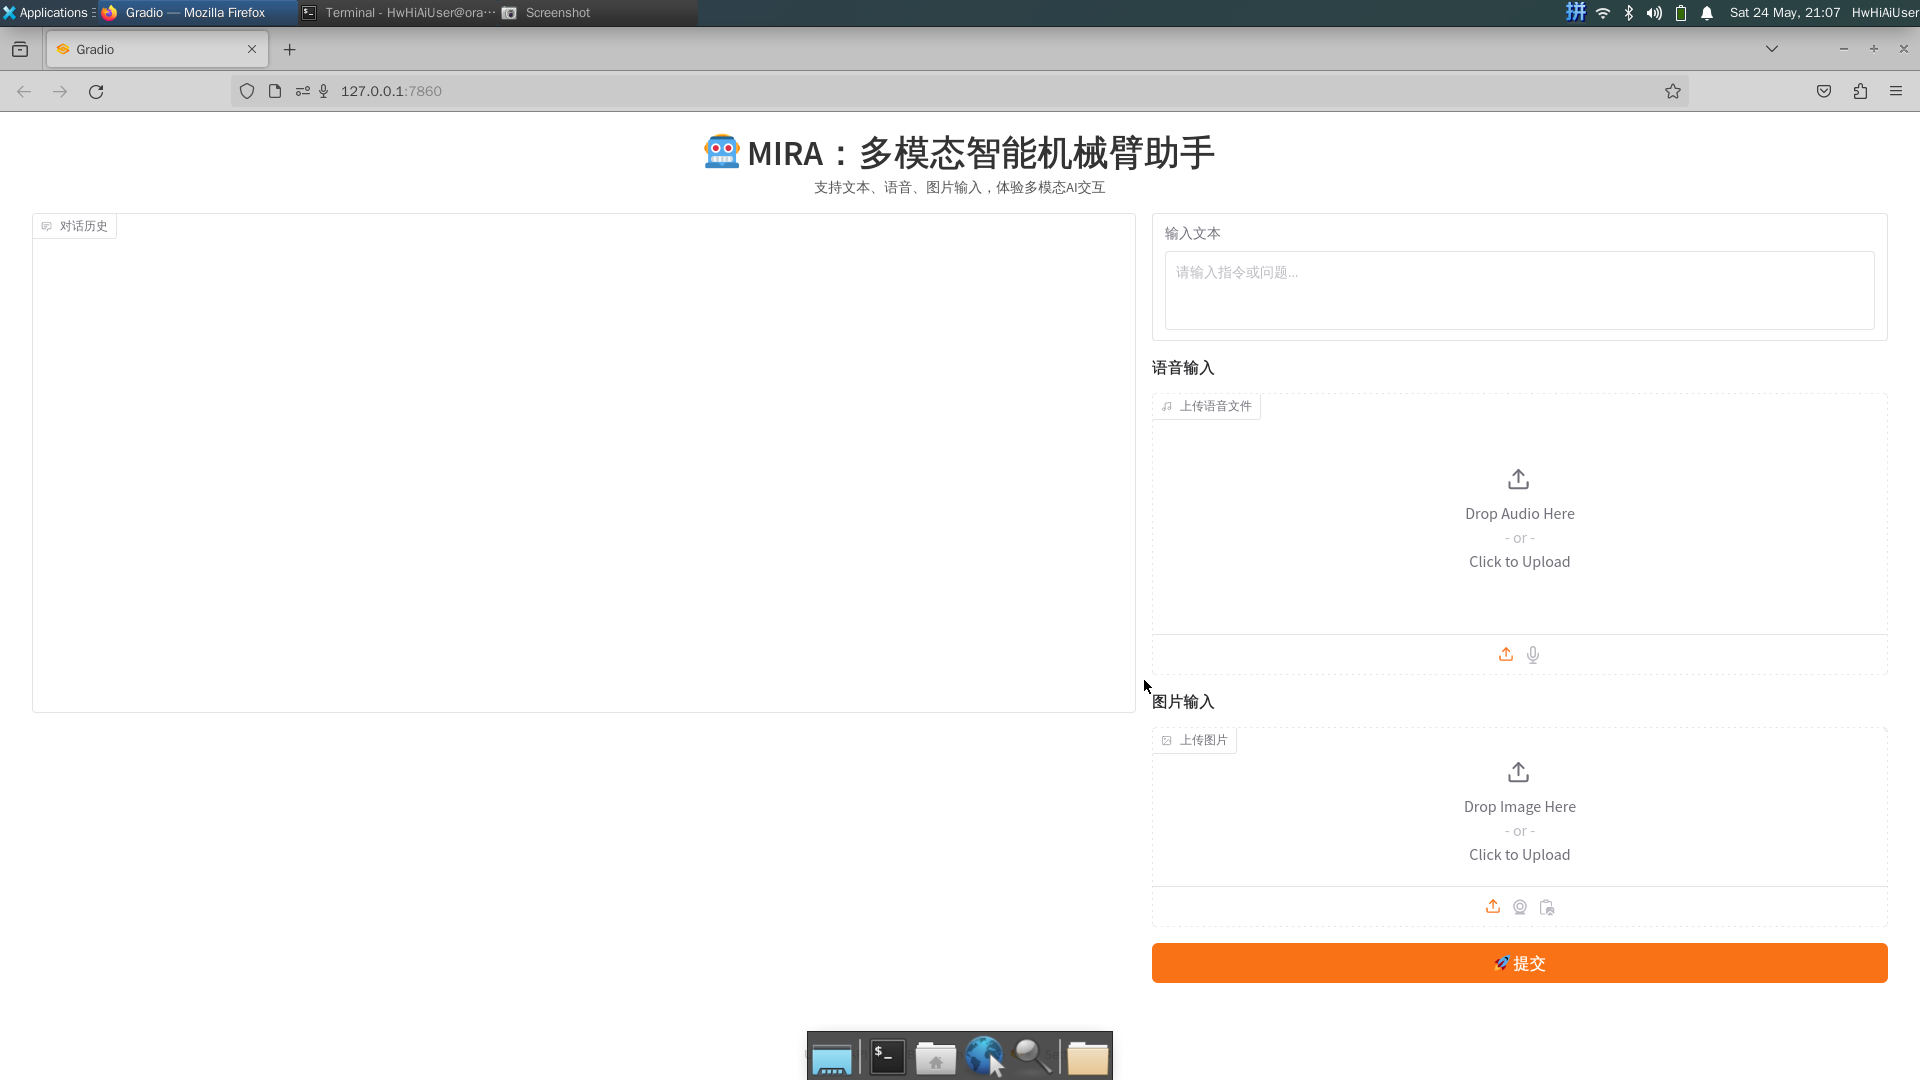 Applications
Gradio — Mozilla Firefox
Terminal - HwHiAiUser@ora···
Screenshot
拼
Sat 24 May, 21:07
HwHiAiUser
Gradio
127.0.0.1:7860
MIRA：多模态智能机械臂助手
支持文本、语音、图片输入，体验多模态AI交互
对话历史
输入文本
请输入指令或问题...
语音输入
上传语音文件
Drop Audio Here
- or -
Click to Upload
图片输入
上传图片
Drop Image Here
- or -
Click to Upload
提交
$_